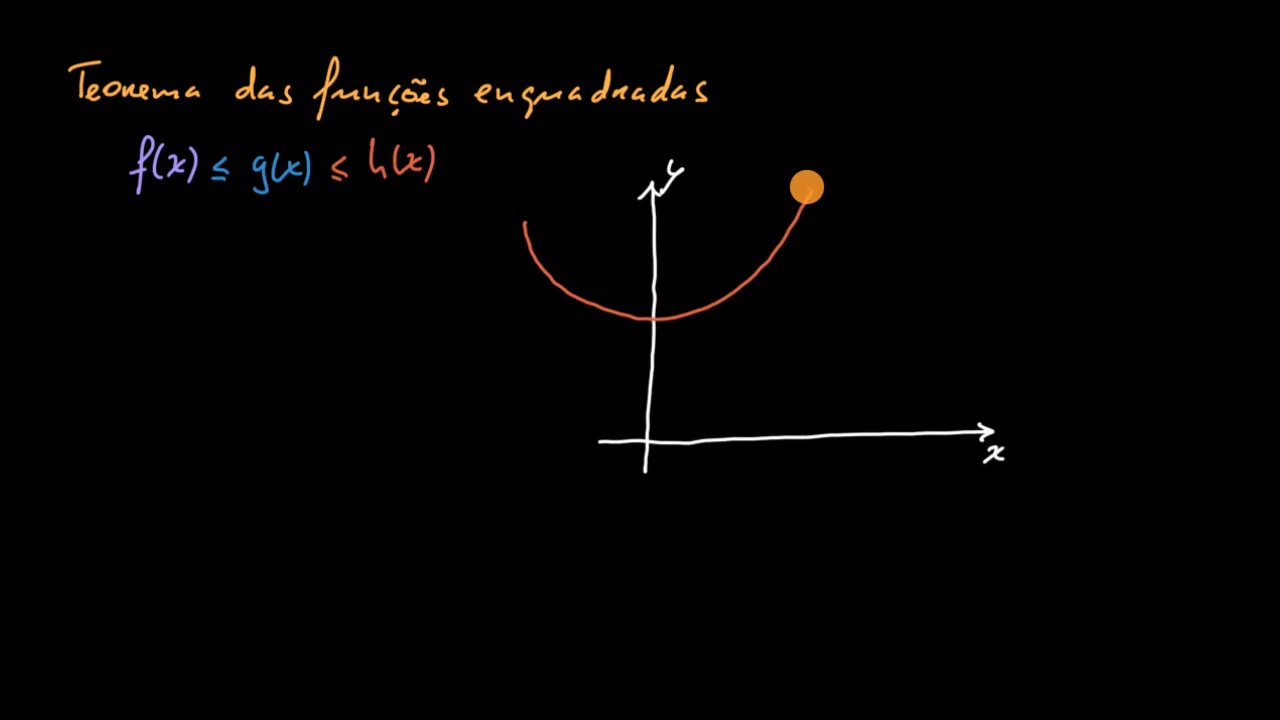 Teorema das funções enquadradas
f(x) ≤ g(x) ≤ h(x)
y
x